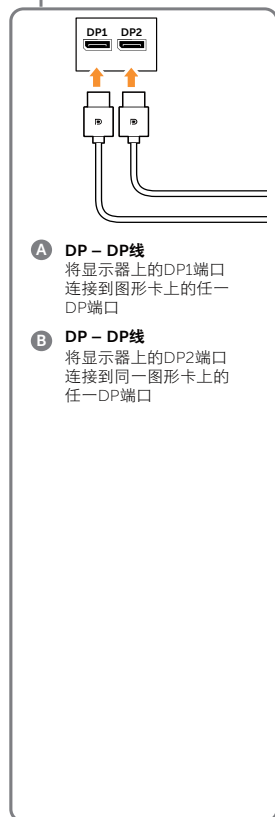 DP1 DP2
A DP – DP线
将显示器上的DP1端口
连接到图形卡上的任一
DP端口
B DP – DP线
将显示器上的DP2端口
连接到同一图形卡上的
任一DP端口